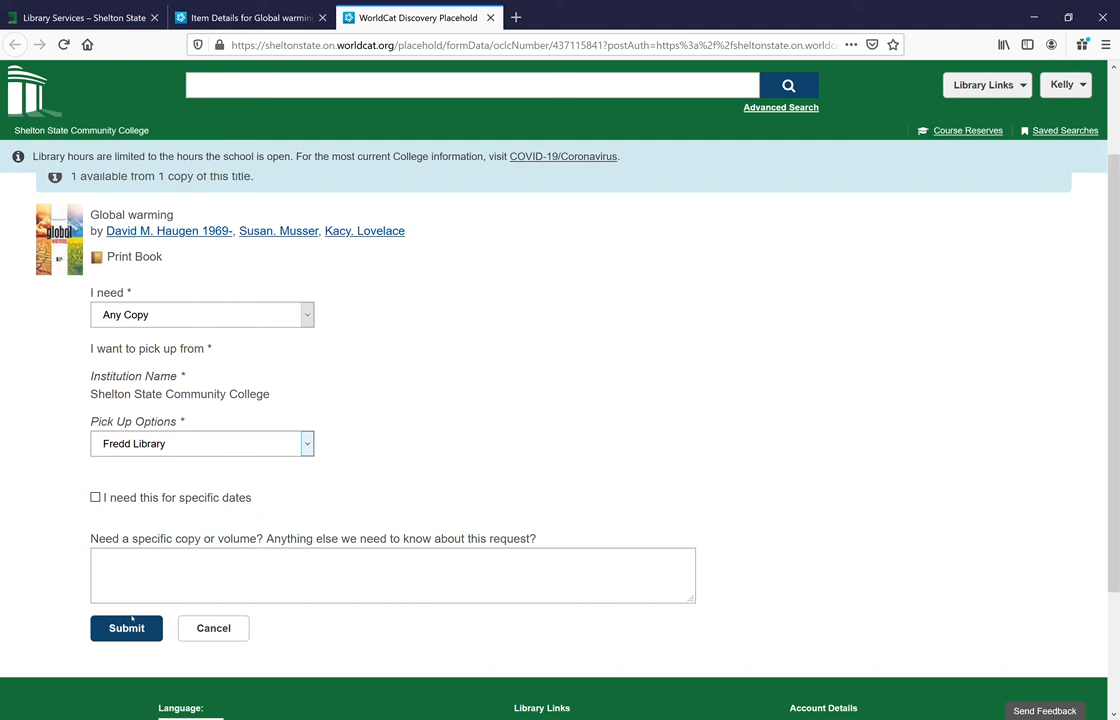 Library Services – Shelton State
Item Details for Global warming
WorldCat Discovery Placehold
https://sheltonstate.on.worldcat.org/placehold/formData/oclcNumber/437115841?postAuth=https%3a%2f%2fsheltonstate.on.worldc
Library Links
Kelly
Advanced Search
Shelton State Community College
Course Reserves
Saved Searches
Library hours are limited to the hours the school is open. For the most current College information, visit COVID-19/Coronavirus.
1 available from 1 copy of this title.
global
warming
Global warming
by David M. Haugen 1969-, Susan. Musser, Kacy. Lovelace
Print Book
I need *
Any Copy
I want to pick up from *
Institution Name *
Shelton State Community College
Pick Up Options *
Fredd Library
I need this for specific dates
Need a specific copy or volume? Anything else we need to know about this request?
Submit
Cancel
Language:
Library Links
Account Details
Send Feedback